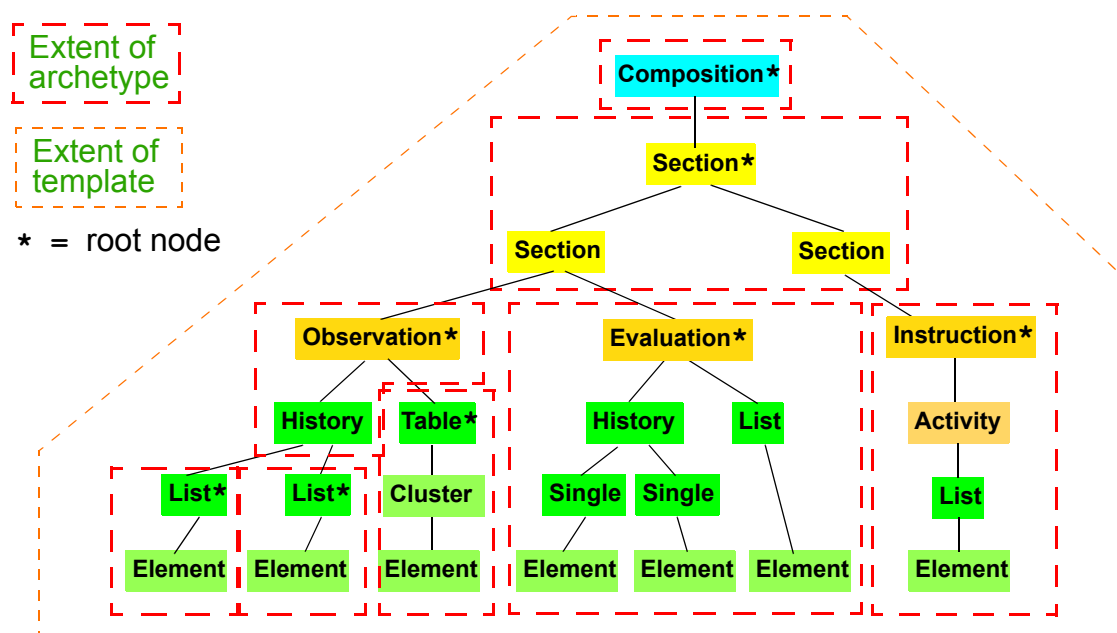 Extent of
archetype
Extent of
template
* = root node
Composition*
Section*
Section
Section
Observation*
Evaluation*
Instruction*
History
Table*
History
List
Activity
List*
List*
Cluster
Single
Single
List
Element
Element
Element
Element
Element
Element
Element